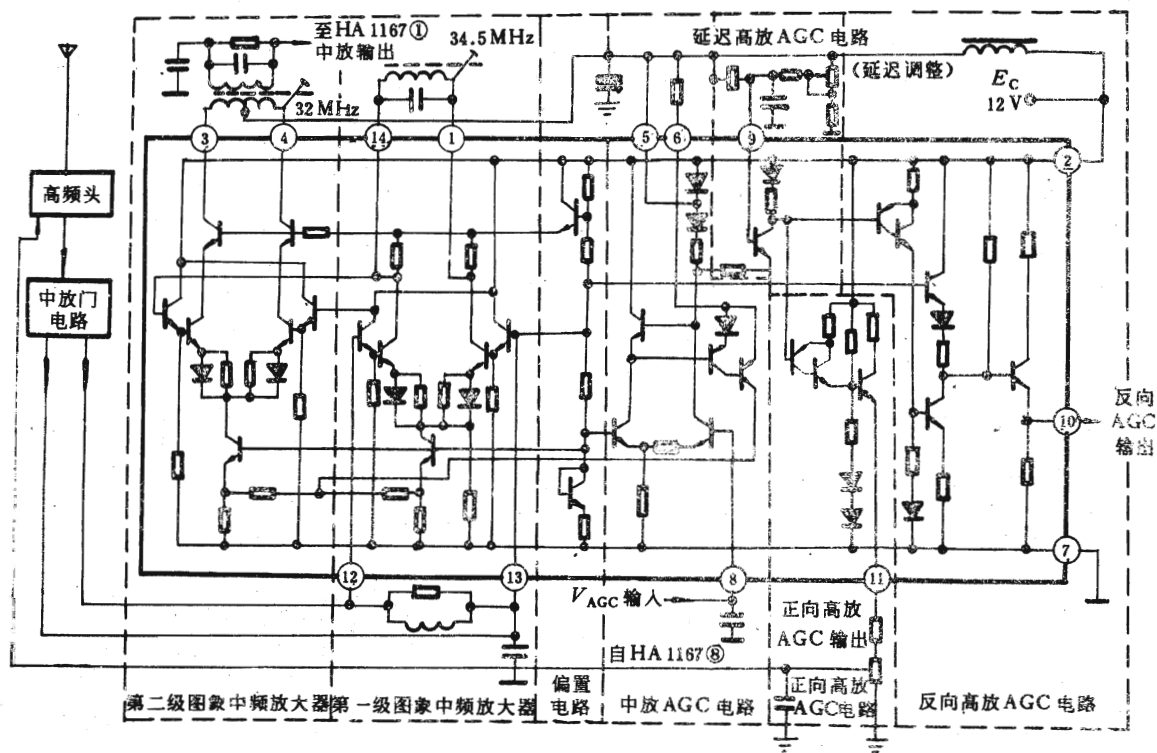 至HA 1167①
中放输出
34.5MHz
32 MHz
延迟高放AGC电路
(延迟调整)
E_C
12 V
3
4
14
1
5
6
9
2
高频头
中放门
电路
10
反向
AGC
输出
7
12
13
8
11
V_AGC 输入
自HA 1167⑧
正向高放
AGC 输出
第二级图象中频放大器
第一级图象中频放大器
偏置
电路
中放AGC电路
正向高放
AGC电路
反向高放AGC电路